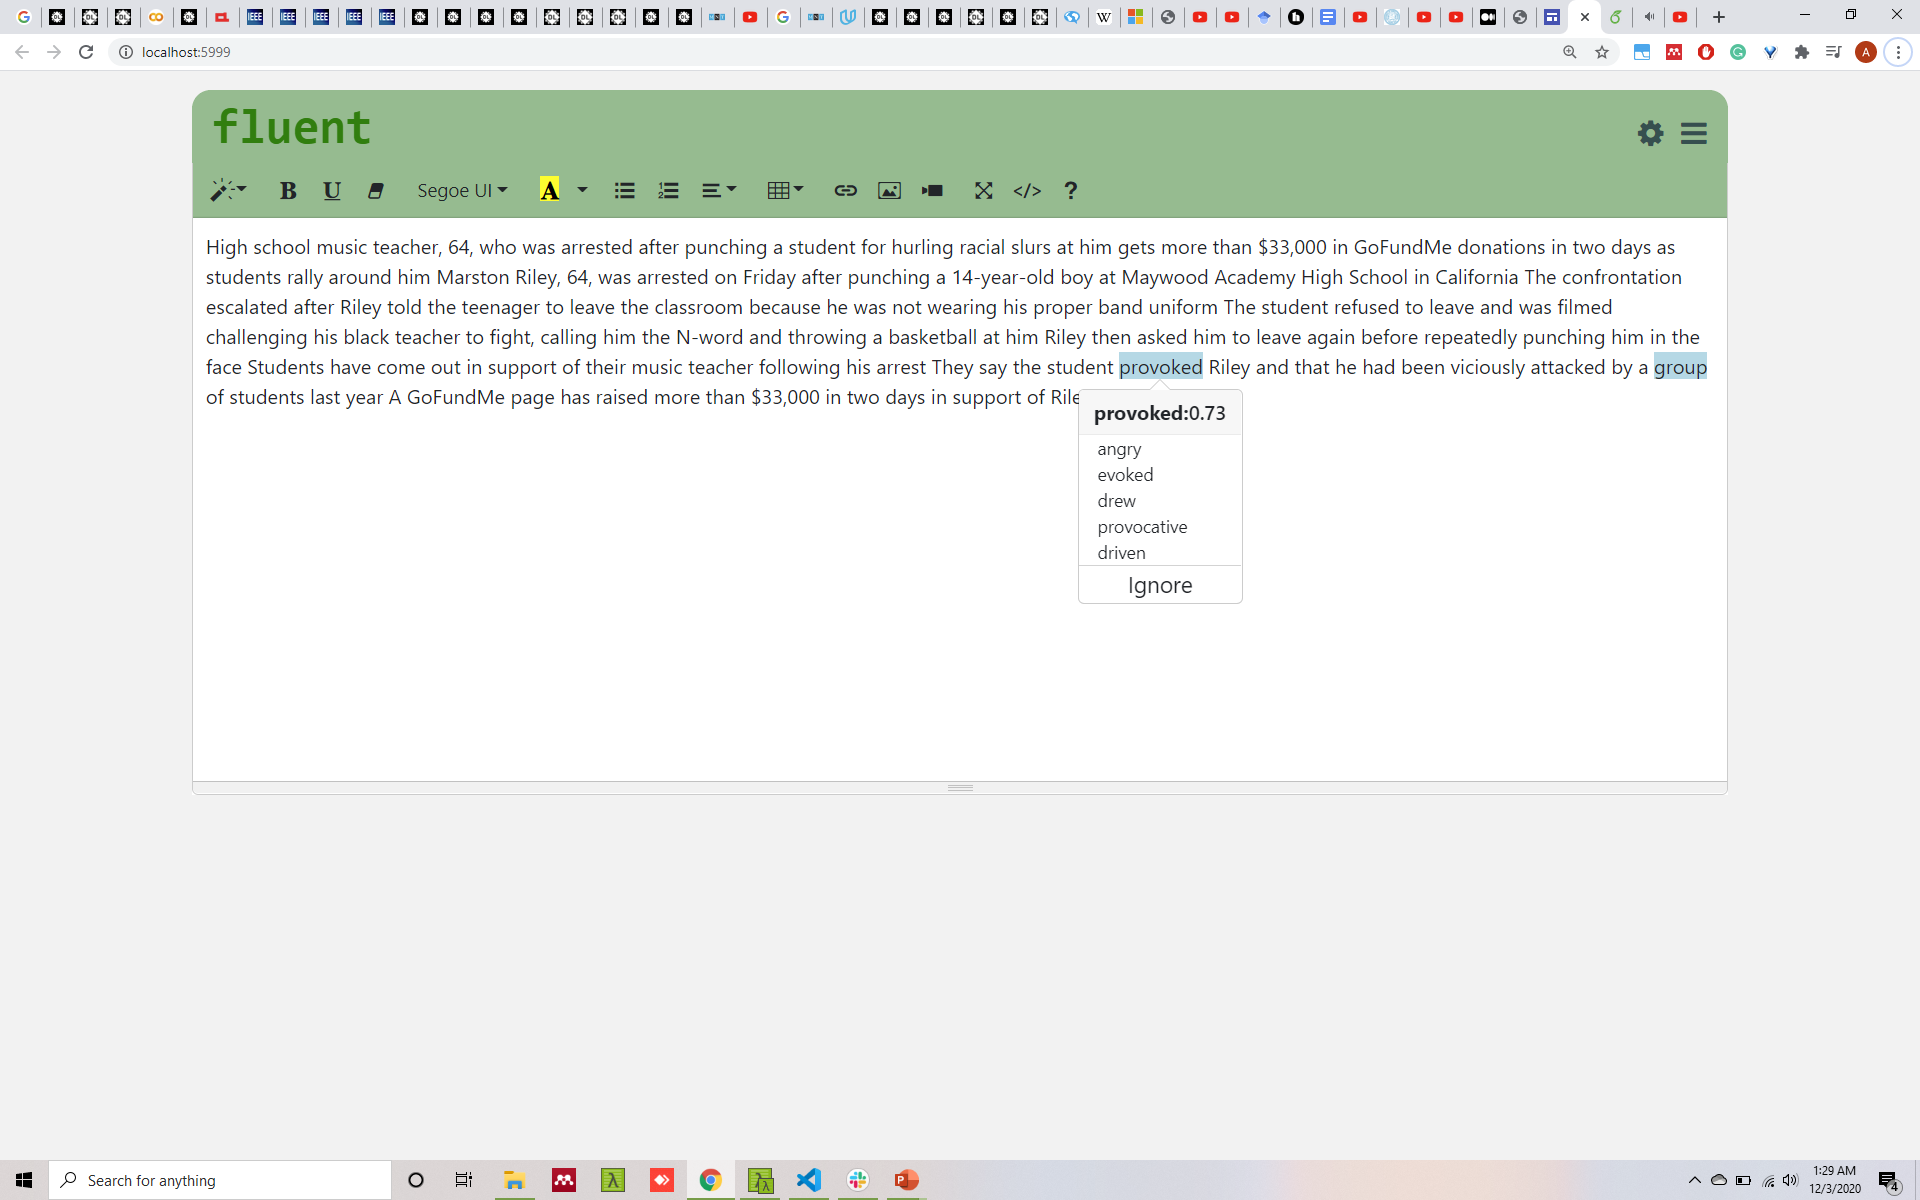 localhost:5999
A
fluent
B U Segoe UI A </> ?
High school music teacher, 64, who was arrested after punching a student for hurling racial slurs at him gets more than $33,000 in GoFundMe donations in two days as
students rally around him Marston Riley, 64, was arrested on Friday after punching a 14-year-old boy at Maywood Academy High School in California The confrontation
escalated after Riley told the teenager to leave the classroom because he was not wearing his proper band uniform The student refused to leave and was filmed
challenging his black teacher to fight, calling him the N-word and throwing a basketball at him Riley then asked him to leave again before repeatedly punching him in the
face Students have come out in support of their music teacher following his arrest They say the student provoked Riley and that he had been viciously attacked by a group
of students last year A GoFundMe page has raised more than $33,000 in two days in support of Rile
provoked:0.73
angry
evoked
drew
provocative
driven
Ignore
Search for anything
1:29 AM
12/3/2020
4